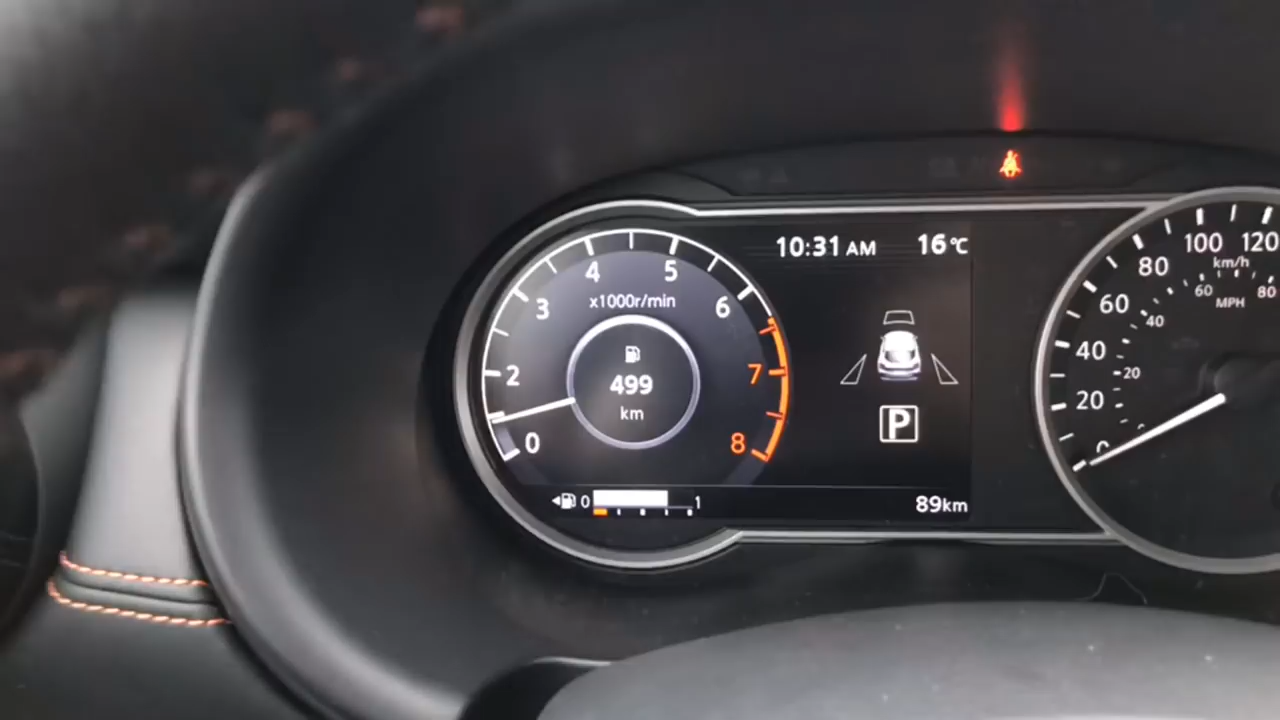 10:31 AM 16°C
4 5
x1000r/min
3 6
2 7
499
km
0 8
P
0 1
89km
0 20 40 60 80 100 120
km/h
20 40 60 80
MPH